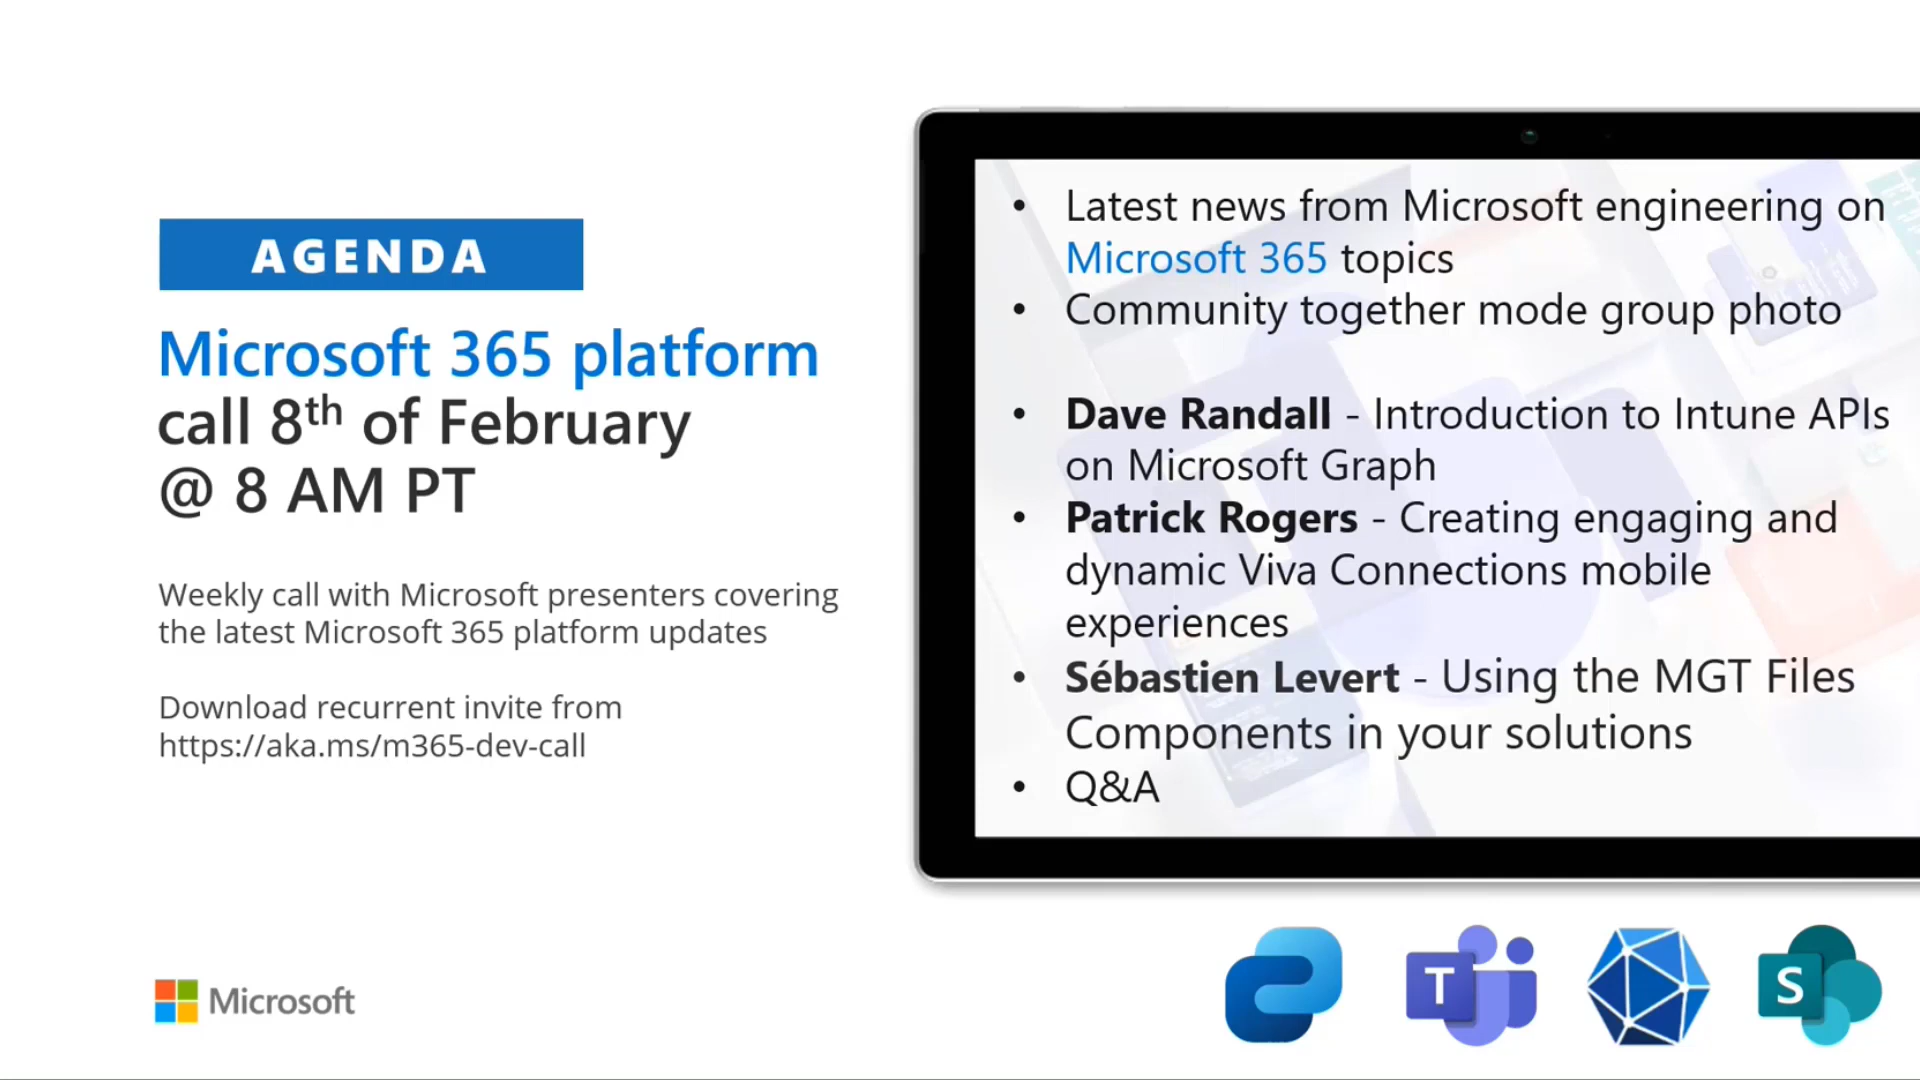 AGENDA
Microsoft 365 platform
call 8th of February
@ 8 AM PT
Weekly call with Microsoft presenters covering
the latest Microsoft 365 platform updates
Download recurrent invite from
https://aka.ms/m365-dev-call
Microsoft
• Latest news from Microsoft engineering on
Microsoft 365 topics
• Community together mode group photo
• Dave Randall - Introduction to Intune APIs
on Microsoft Graph
• Patrick Rogers - Creating engaging and
dynamic Viva Connections mobile
experiences
• Sébastien Levert - Using the MGT Files
Components in your solutions
• Q&A
T
S